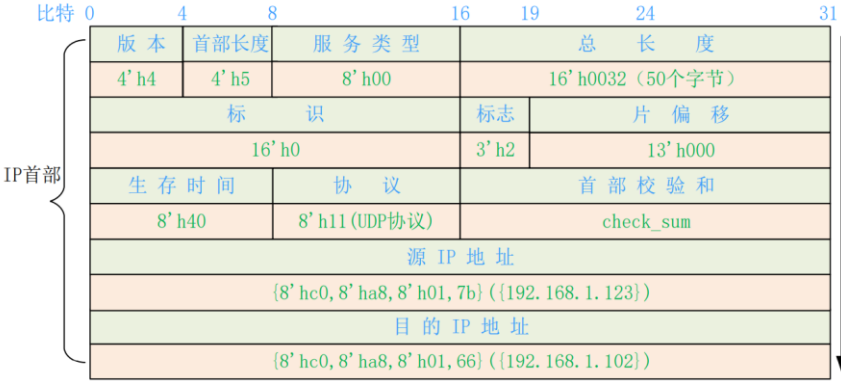 比特 0 4 8 16 19 24 31
版 本 首部长度 服 务 类 型 总 长 度
4'h4 4'h5 8'h00 16'h0032（50个字节）
标 识 标志 片 偏 移
16'h0 3'h2 13'h000
IP首部
生 存 时 间 协 议 首 部 校 验 和
8'h40 8'h11(UDP协议) check_sum
源 IP 地 址
{8'hc0,8'ha8,8'h01,7b}({192.168.1.123})
目 的 IP 地 址
{8'hc0,8'ha8,8'h01,66}({192.168.1.102})